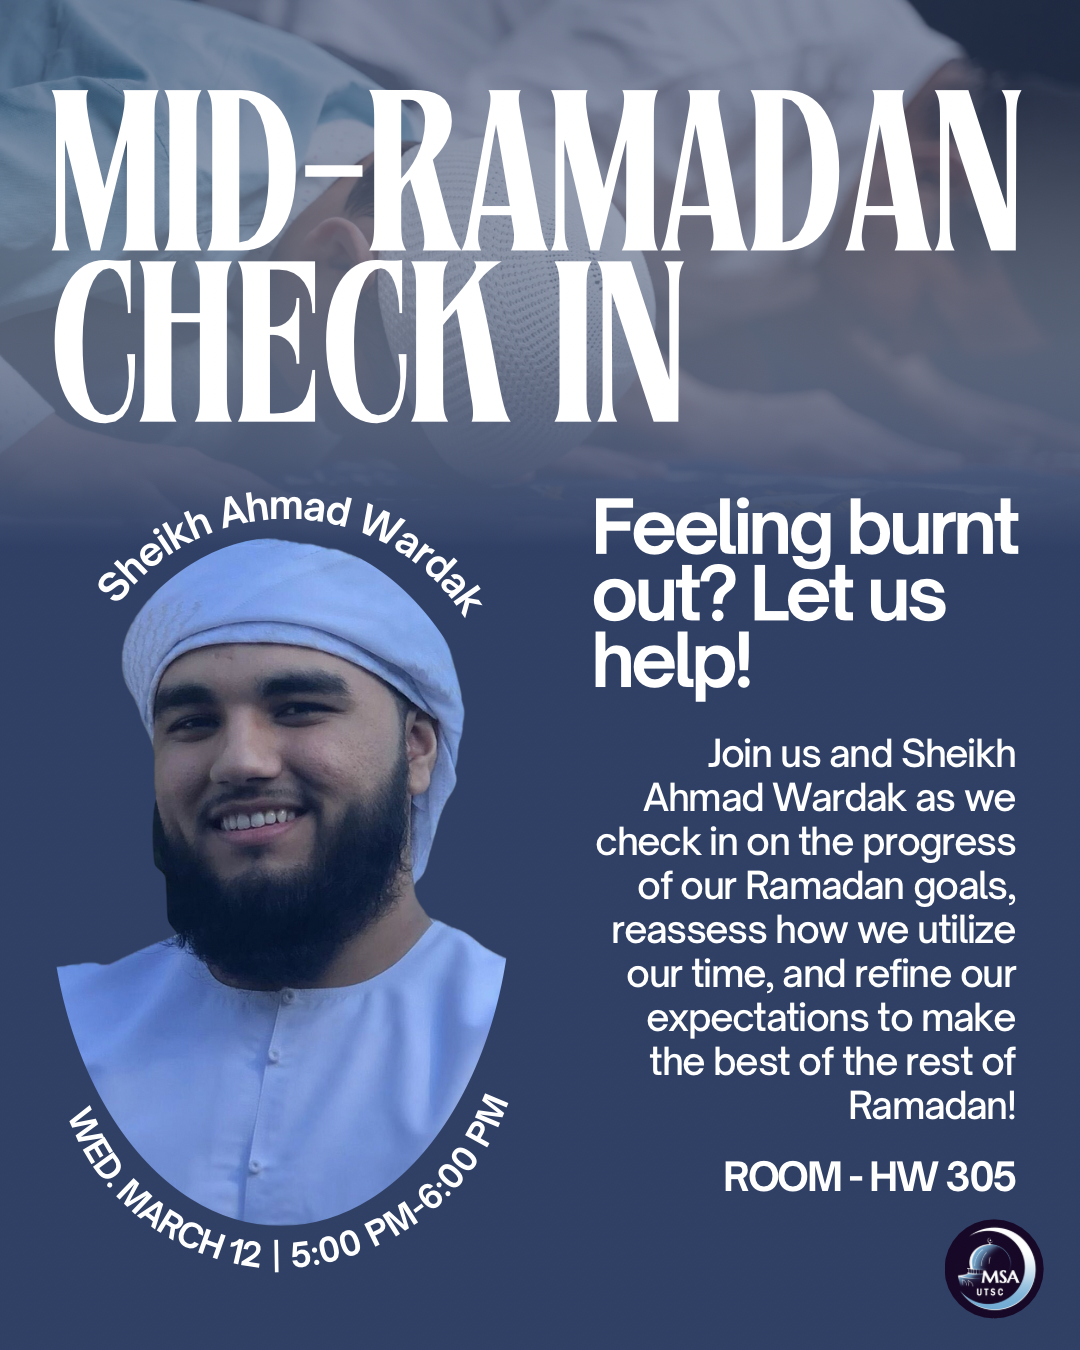 MID-RAMADAN
CHECK IN
Sheikh Ahmad Wardak
WED. MARCH 12 | 5:00 PM-6:00 PM
Feeling burnt
out? Let us
help!
Join us and Sheikh
Ahmad Wardak as we
check in on the progress
of our Ramadan goals,
reassess how we utilize
our time, and refine our
expectations to make
the best of the rest of
Ramadan!
ROOM - HW 305
MSA
UTSC